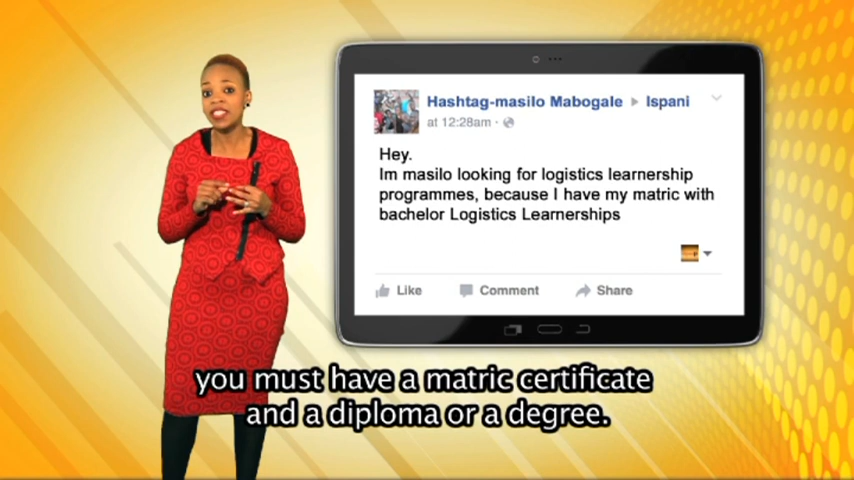 Hashtag-masilo Mabogale ▸ Ispani
at 12:28am ·
Hey.
Im masilo looking for logistics learnership
programmes, because I have my matric with
bachelor Logistics Learnerships
Like Comment Share
you must have a matric certificate
and a diploma or a degree.